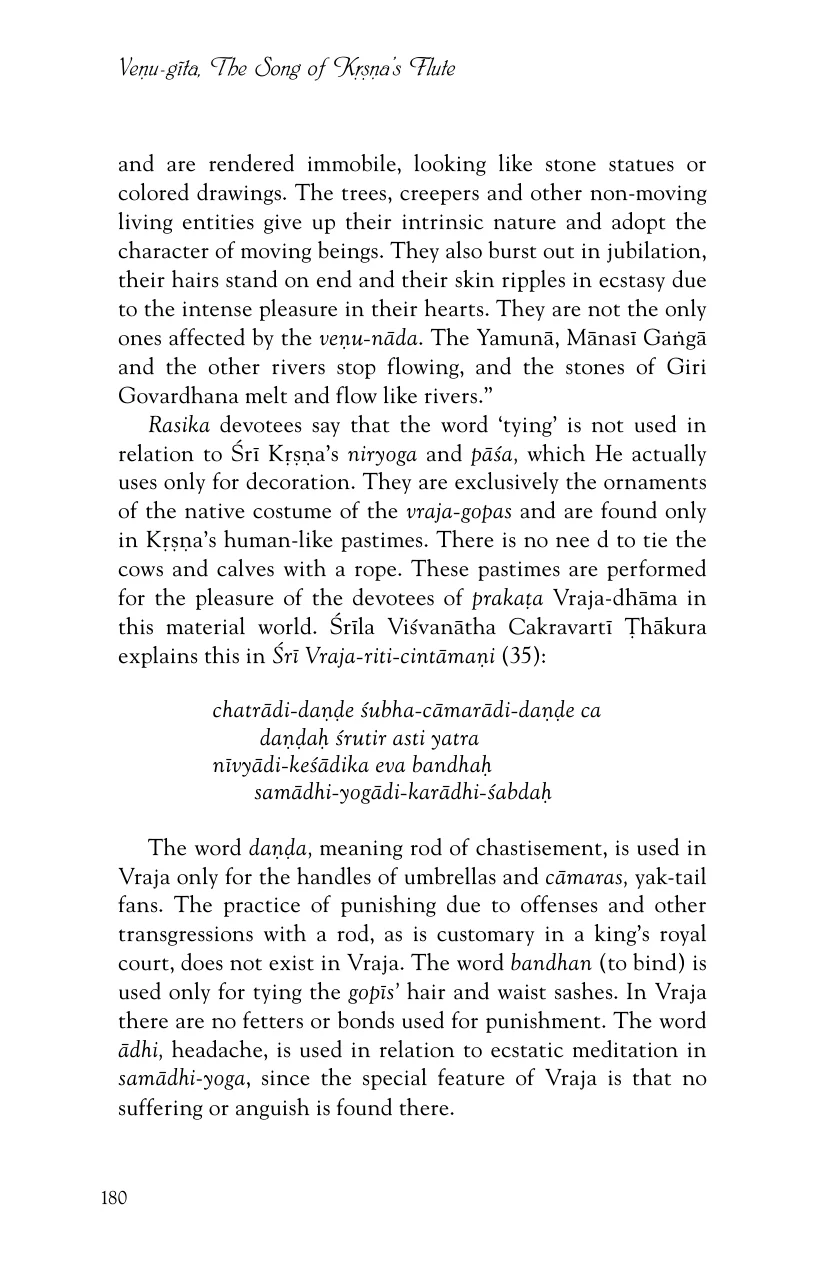 Veṇu-gīta, The Song of Kṛṣṇa's Flute
and are rendered immobile, looking like stone statues or
colored drawings. The trees, creepers and other non-moving
living entities give up their intrinsic nature and adopt the
character of moving beings. They also burst out in jubilation,
their hairs stand on end and their skin ripples in ecstasy due
to the intense pleasure in their hearts. They are not the only
ones affected by the veṇu-nāda. The Yamunā, Mānasī Gaṅgā
and the other rivers stop flowing, and the stones of Giri
Govardhana melt and flow like rivers.”
Rasika devotees say that the word ‘tying’ is not used in
relation to Śrī Kṛṣṇa’s niryoga and pāśa, which He actually
uses only for decoration. They are exclusively the ornaments
of the native costume of the vraja-gopas and are found only
in Kṛṣṇa’s human-like pastimes. There is no nee d to tie the
cows and calves with a rope. These pastimes are performed
for the pleasure of the devotees of prakaṭa Vraja-dhāma in
this material world. Śrīla Viśvanātha Cakravartī Ṭhākura
explains this in Śrī Vraja-riti-cintāmaṇi (35):
chatrādi-daṇḍe śubha-cāmarādi-daṇḍe ca
daṇḍaḥ śrutir asti yatra
nīvyādi-keśādika eva bandhaḥ
samādhi-yogādi-karādhi-śabdaḥ
The word daṇḍa, meaning rod of chastisement, is used in
Vraja only for the handles of umbrellas and cāmaras, yak-tail
fans. The practice of punishing due to offenses and other
transgressions with a rod, as is customary in a king’s royal
court, does not exist in Vraja. The word bandhan (to bind) is
used only for tying the gopīs’ hair and waist sashes. In Vraja
there are no fetters or bonds used for punishment. The word
ādhi, headache, is used in relation to ecstatic meditation in
samādhi-yoga, since the special feature of Vraja is that no
suffering or anguish is found there.
180